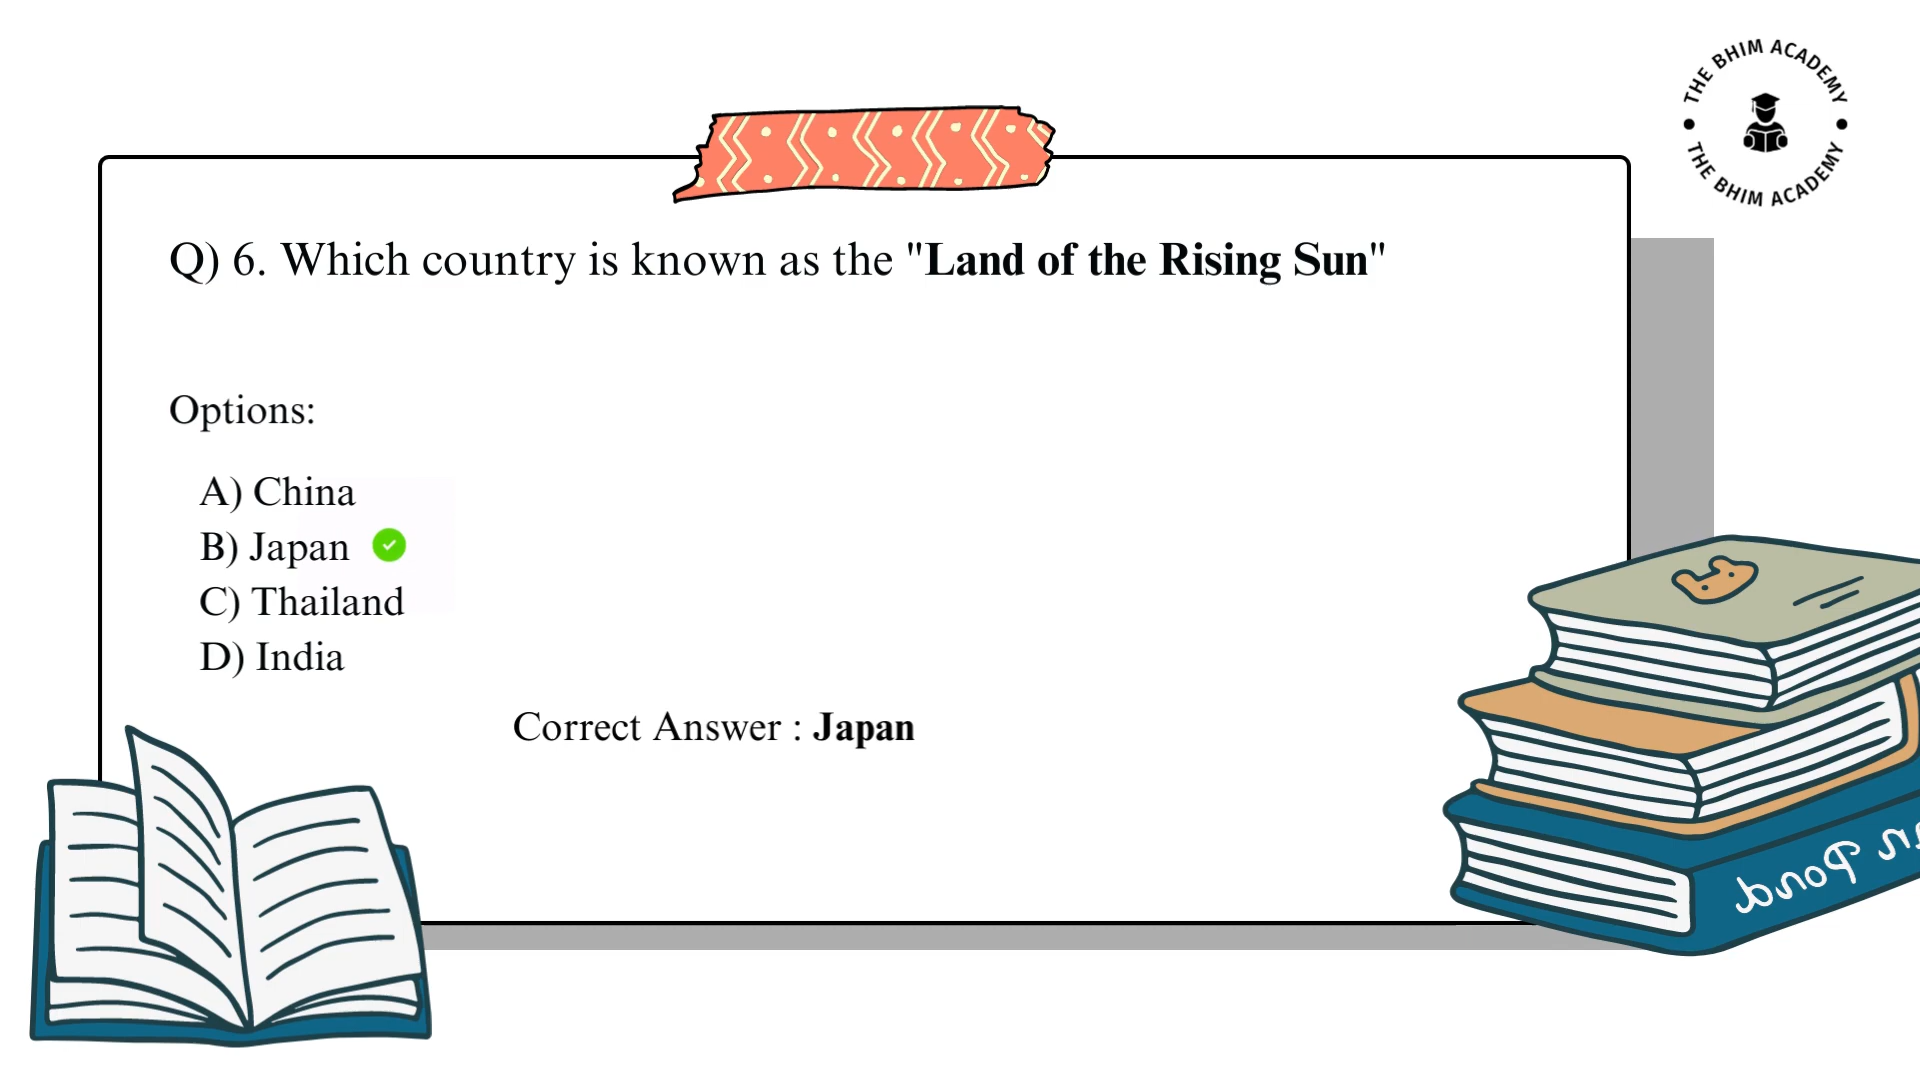 THE BHIM ACADEMY
THE BHIM ACADEMY
Q) 6. Which country is known as the "Land of the Rising Sun"
Options:
A) China
B) Japan
C) Thailand
D) India
Correct Answer : Japan
Pond